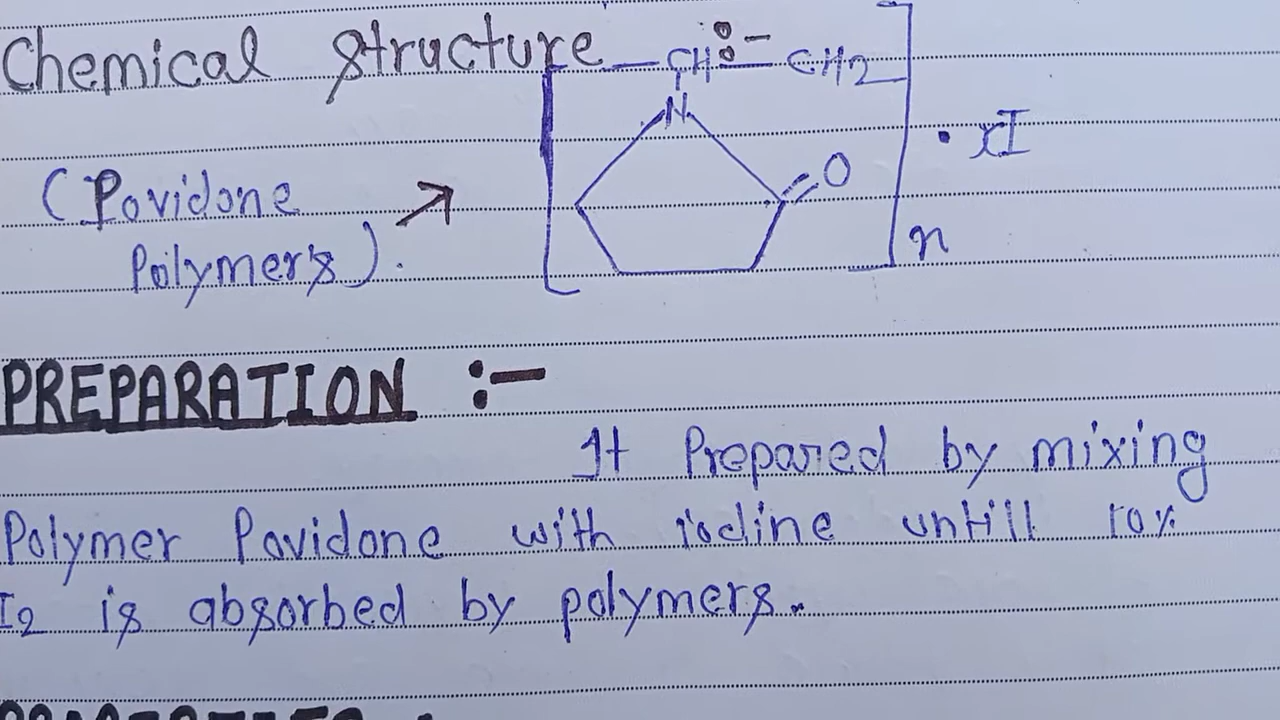 Chemical Structure :-
[ —CH — CH2 ]
N
• xI
O
(Povidone
n
Polymers).
PREPARATION :-
It Prepared by mixing
Polymer Povidone with iodine untill 10%
I2 is absorbed by polymers.